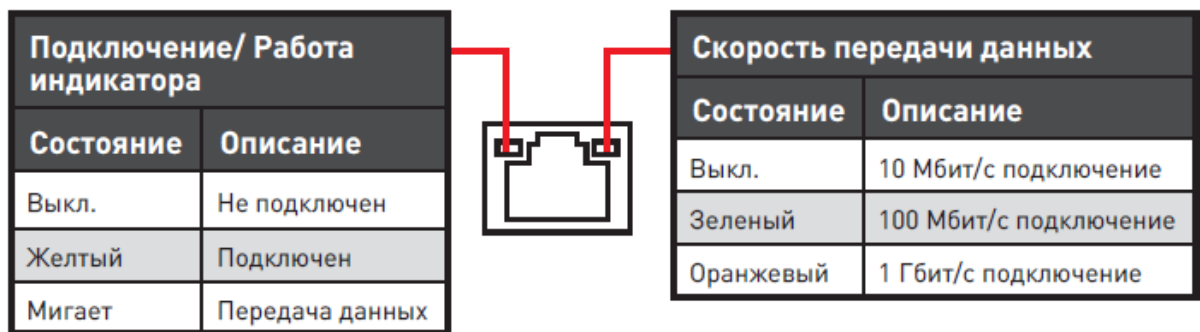 Подключение/ Работа
индикатора
Состояние Описание
Выкл. Не подключен
Желтый Подключен
Мигает Передача данных
Скорость передачи данных
Состояние Описание
Выкл. 10 Мбит/с подключение
Зеленый 100 Мбит/с подключение
Оранжевый 1 Гбит/с подключение